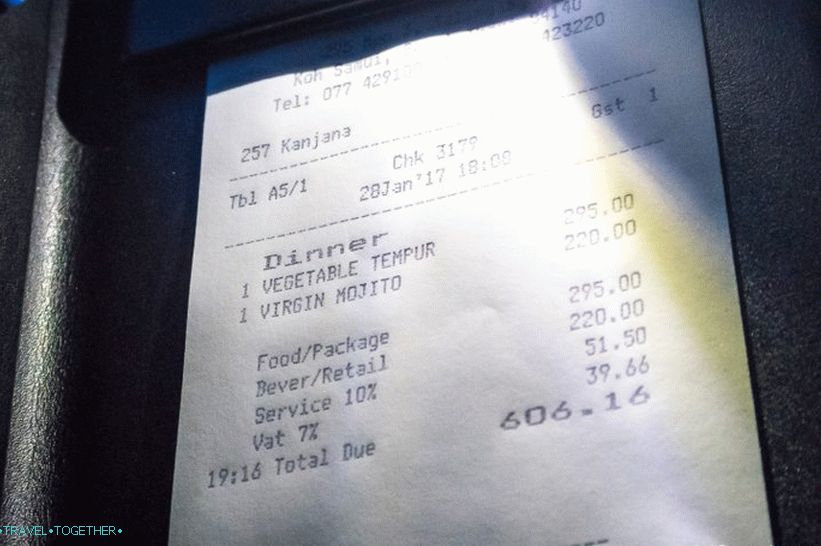 Koh Samui,
Tel: 077 429100 423220
257 Kanjana
Gst 1
Tbl A5/1 Chk 3179
28Jan'17 18:09
Dinner
1 VEGETABLE TEMPUR 295.00
1 VIRGIN MOJITO 220.00
Food/Package 295.00
Bever/Retail 220.00
Service 10% 51.50
Vat 7% 39.66
19:16 Total Due 606.16
•TRAVEL•TOGETHER•